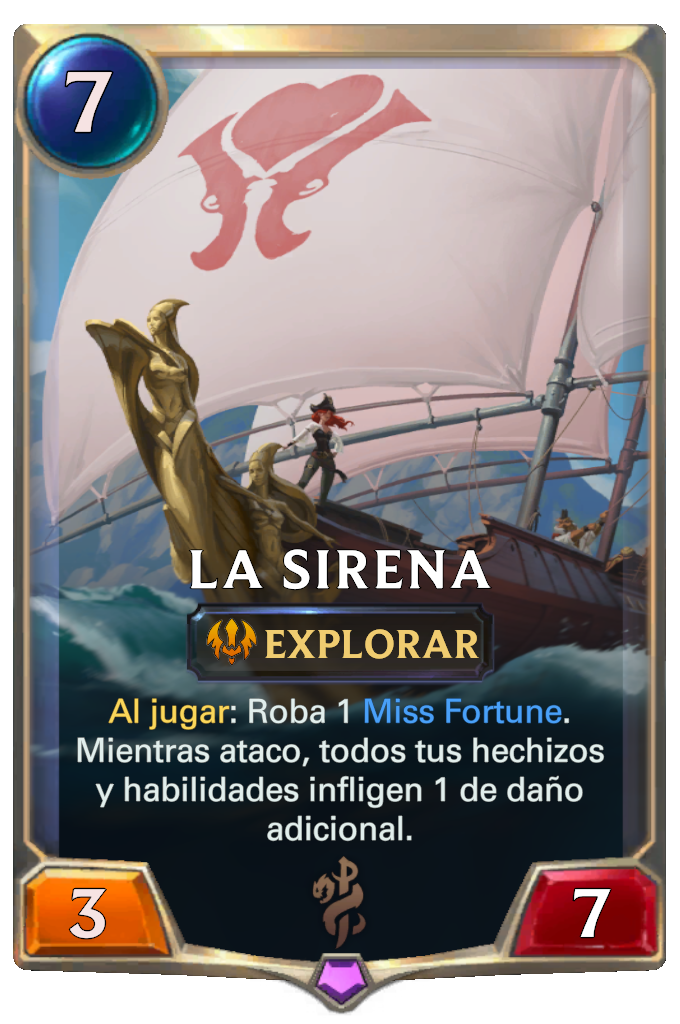 7
LA SIRENA
EXPLORAR
Al jugar: Roba 1 Miss Fortune.
Mientras ataco, todos tus hechizos
y habilidades infligen 1 de daño
adicional.
3
7